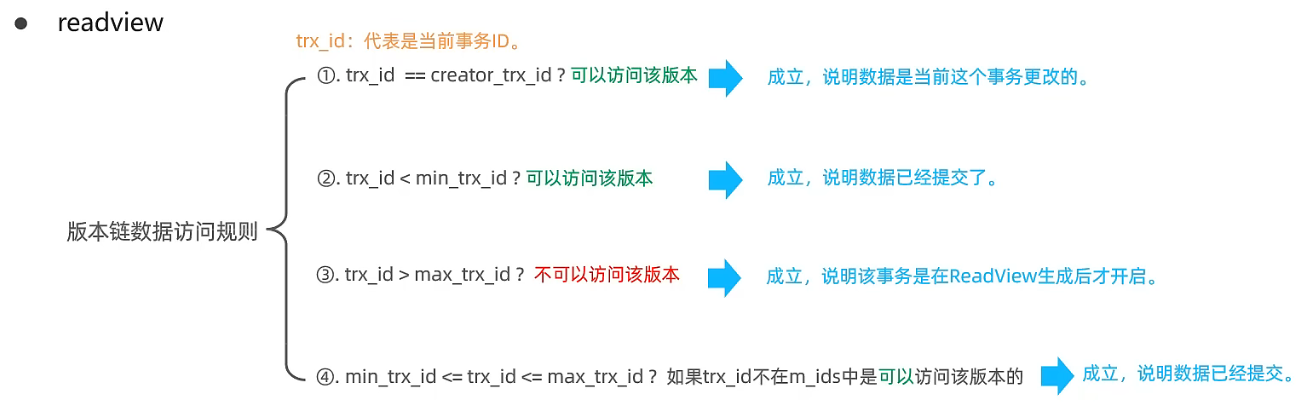 ● readview
trx_id：代表是当前事务ID。
①. trx_id == creator_trx_id ? 可以访问该版本 成立，说明数据是当前这个事务更改的。
②. trx_id < min_trx_id ? 可以访问该版本 成立，说明数据已经提交了。
版本链数据访问规则
③. trx_id > max_trx_id ? 不可以访问该版本 成立，说明该事务是在ReadView生成后才开启。
④. min_trx_id <= trx_id <= max_trx_id ? 如果trx_id不在m_ids中是可以访问该版本的 成立，说明数据已经提交。